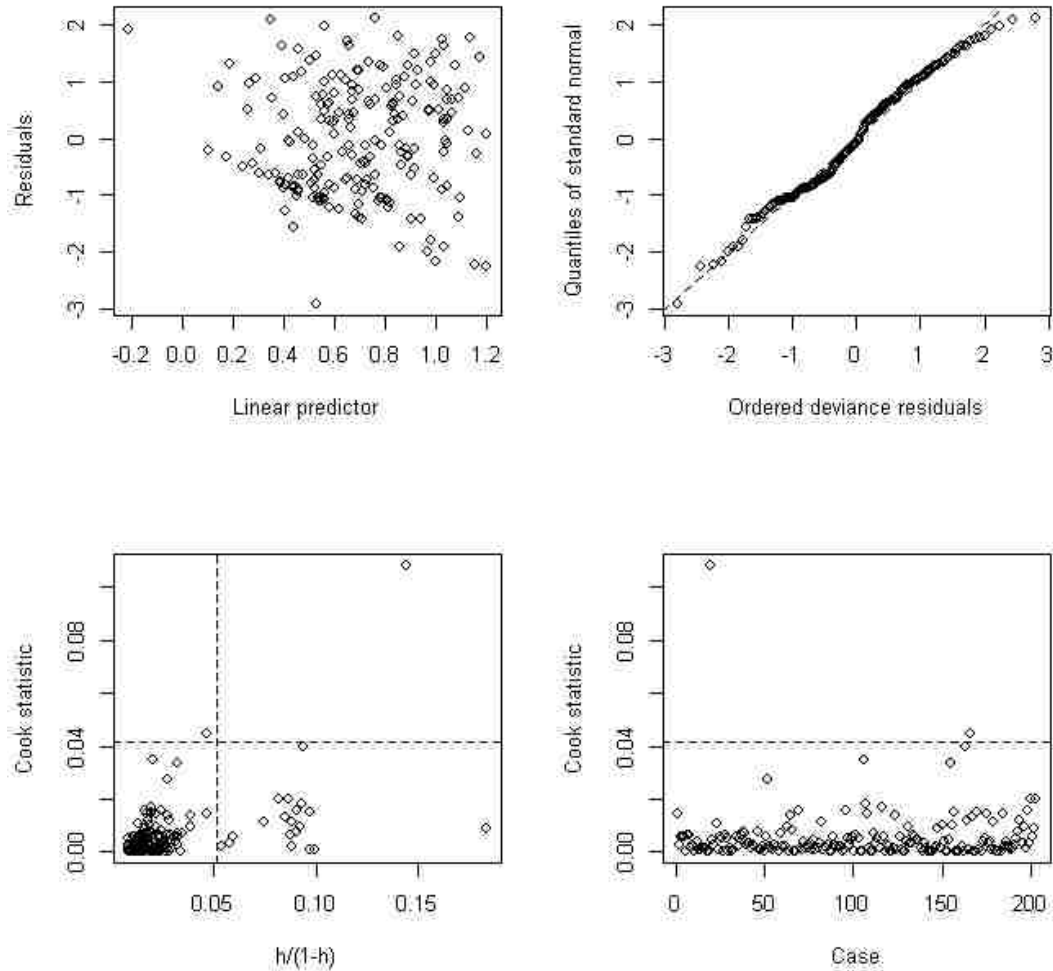 Residuals
-3 -2 -1 0 1 2
-0.2 0.0 0.2 0.4 0.6 0.8 1.0 1.2
Linear predictor
Quantiles of standard normal
-3 -2 -1 0 1 2
-3 -2 -1 0 1 2 3
Ordered deviance residuals
Cook statistic
0.00 0.04 0.08
0.05 0.10 0.15
h/(1-h)
Cook statistic
0.00 0.04 0.08
0 50 100 150 200
Case